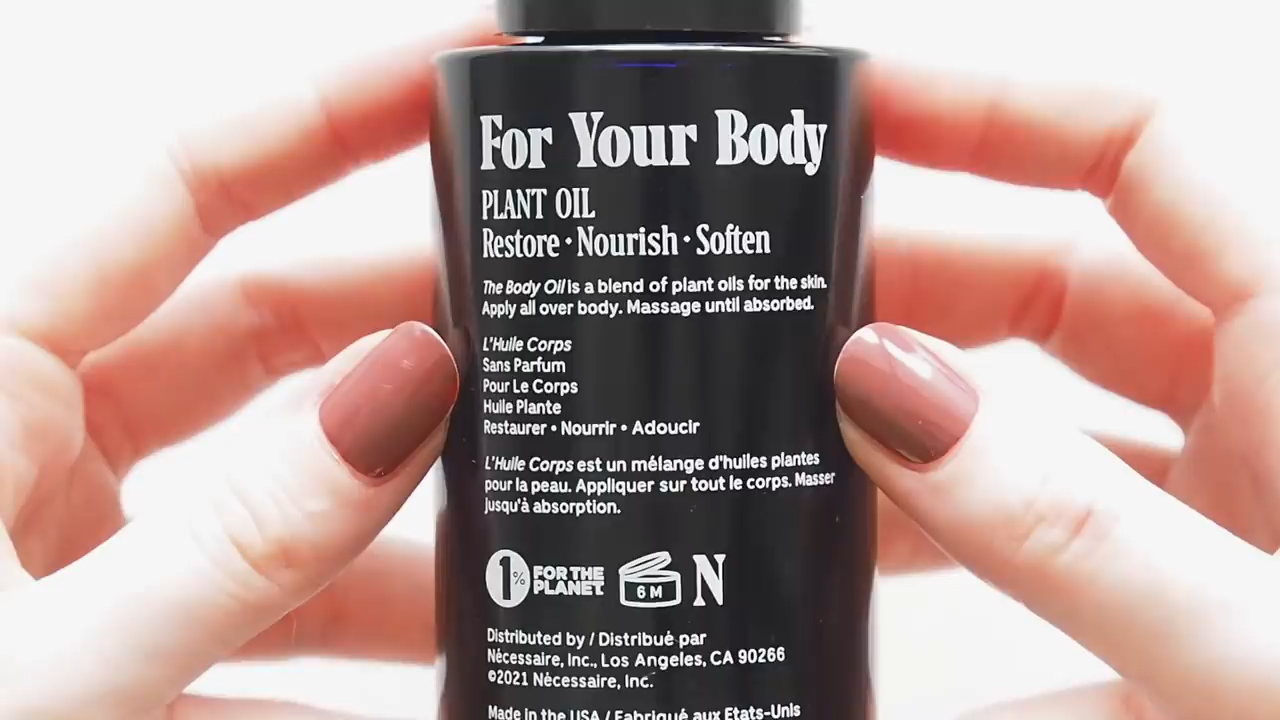 For Your Body
PLANT OIL
Restore • Nourish • Soften
The Body Oil is a blend of plant oils for the skin.
Apply all over body. Massage until absorbed.
L'Huile Corps
Sans Parfum
Pour Le Corps
Huile Plante
Restaurer • Nourrir • Adoucir
L'Huile Corps est un mélange d'huiles plantes
pour la peau. Appliquer sur tout le corps. Masser
jusqu'à absorption.
1% FOR THE PLANET. 6 M N
Distributed by / Distribué par
Nécessaire, Inc., Los Angeles, CA 90266
©2021 Nécessaire, Inc.
Made in the USA / Fabriqué aux Etats-Unis